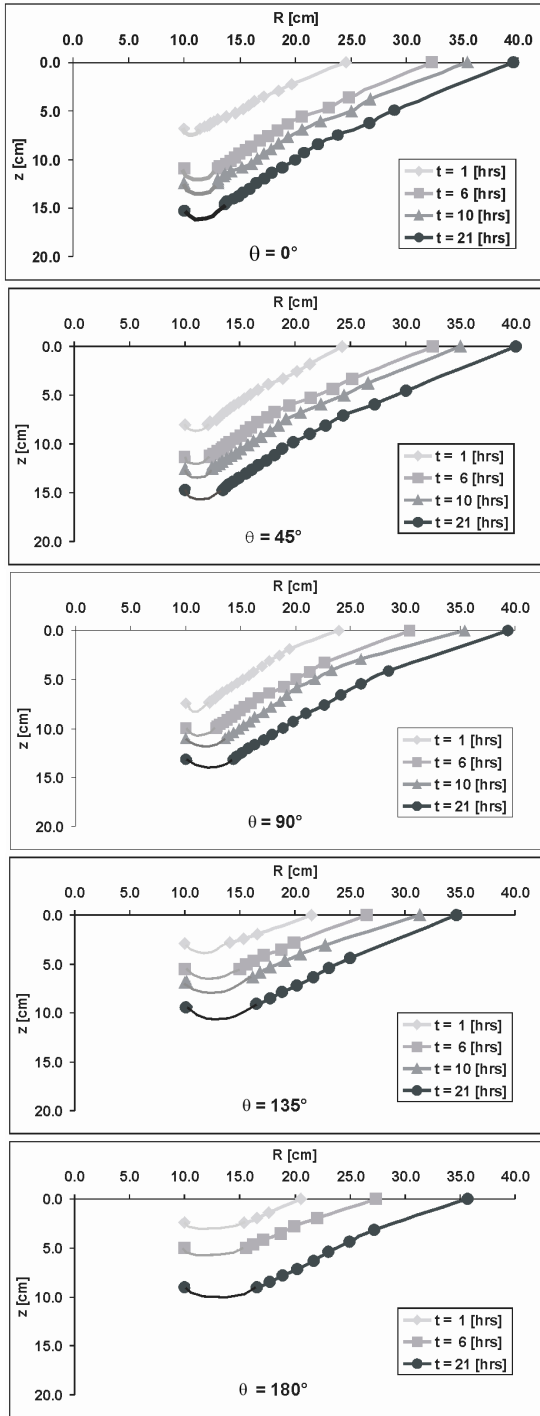 R [cm]
0.0 5.0 10.0 15.0 20.0 25.0 30.0 35.0 40.0
0.0
5.0
10.0
15.0
20.0
z [cm]
t = 1 [hrs]
t = 6 [hrs]
t = 10 [hrs]
t = 21 [hrs]
θ = 0°
R [cm]
0.0 5.0 10.0 15.0 20.0 25.0 30.0 35.0 40.0
0.0
5.0
10.0
15.0
20.0
z [cm]
t = 1 [hrs]
t = 6 [hrs]
t = 10 [hrs]
t = 21 [hrs]
θ = 45°
R [cm]
0.0 5.0 10.0 15.0 20.0 25.0 30.0 35.0 40.0
0.0
5.0
10.0
15.0
20.0
z [cm]
t = 1 [hrs]
t = 6 [hrs]
t = 10 [hrs]
t = 21 [hrs]
θ = 90°
R [cm]
0.0 5.0 10.0 15.0 20.0 25.0 30.0 35.0 40.0
0.0
5.0
10.0
15.0
20.0
z [cm]
t = 1 [hrs]
t = 6 [hrs]
t = 10 [hrs]
t = 21 [hrs]
θ = 135°
R [cm]
0.0 5.0 10.0 15.0 20.0 25.0 30.0 35.0 40.0
0.0
5.0
10.0
15.0
20.0
z [cm]
t = 1 [hrs]
t = 6 [hrs]
t = 21 [hrs]
θ = 180°